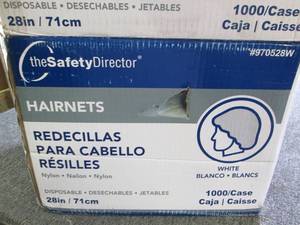 DISPOSABLE • DESECHABLES • JETABLES
28in / 71cm
1000/Case
Caja | Caisse
theSafetyDirector®
#970528W
HAIRNETS
REDECILLAS
PARA CABELLO
RÉSILLES
Nylon • Nailon • Nylon
WHITE
BLANCO • BLANCS
DISPOSABLE • DESECHABLES • JETABLES
28in / 71cm
1000/Case
Caja | Caisse